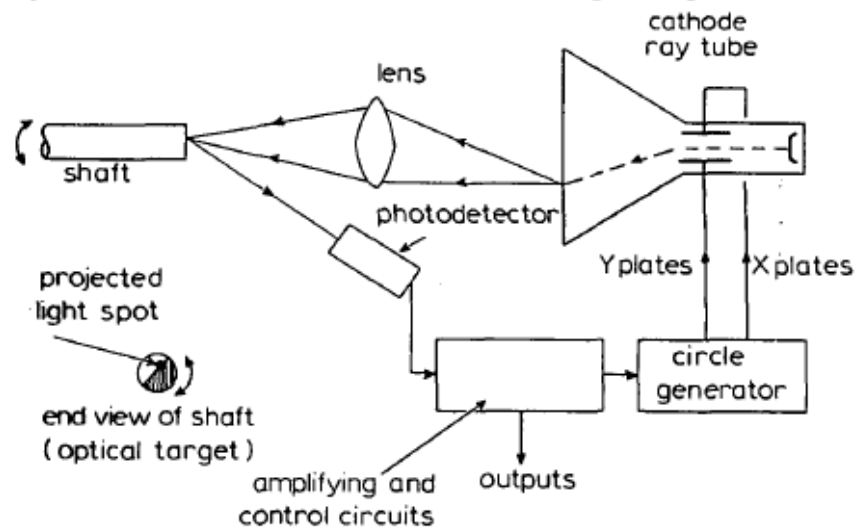 cathode
ray tube
lens
shaft
photodetector
projected
light spot
Y plates
X plates
circle
generator
end view of shaft
(optical target)
amplifying and
control circuits
outputs